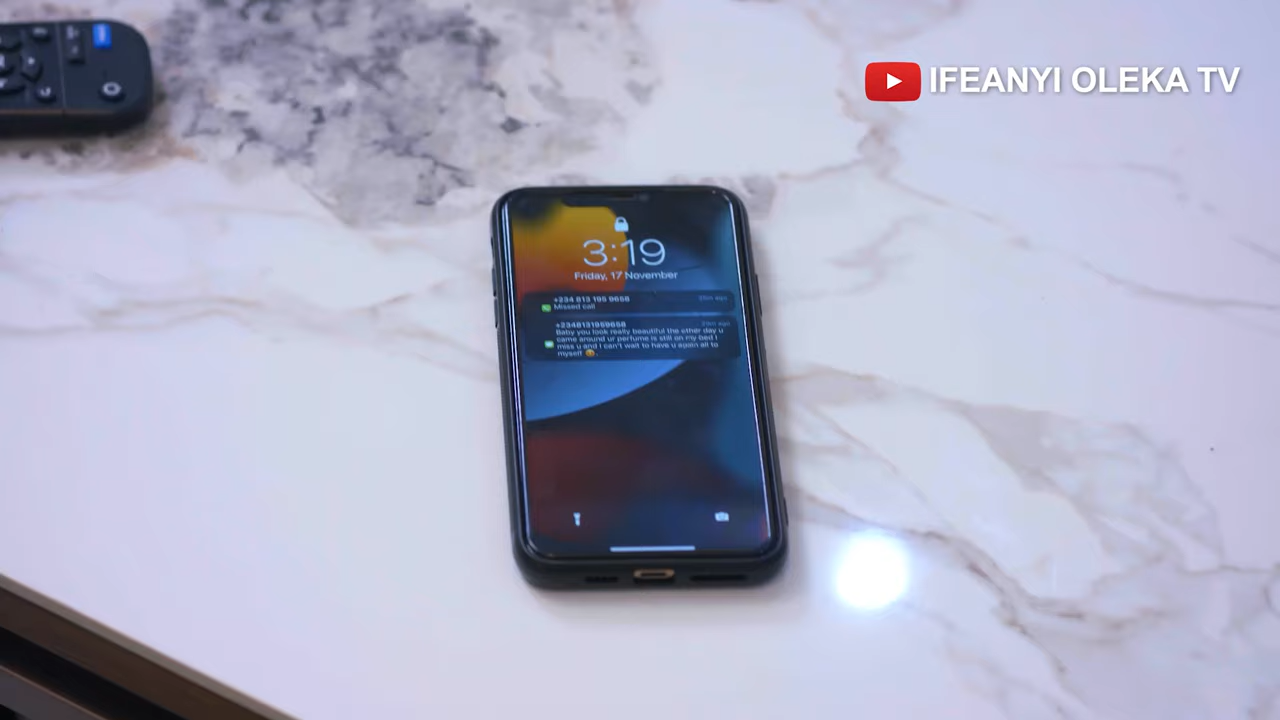 IFEANYI OLEKA TV
3:19
Friday, 17 November
+234 813 195 9658
Missed call
+2348131959658
29m ago
Baby you look really beautiful the other day u
came around ur perfume is still on my bed I
miss u and I can't wait to have u again all to
myself 😍.